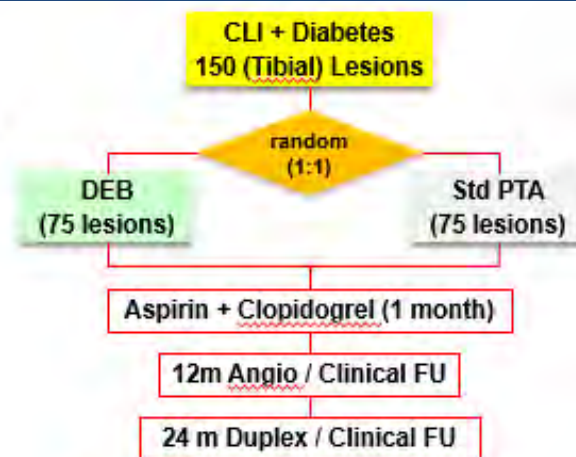 CLI + Diabetes
150 (Tibial) Lesions
random
(1:1)
DEB
(75 lesions)
Std PTA
(75 lesions)
Aspirin + Clopidogrel (1 month)
12m Angio / Clinical FU
24 m Duplex / Clinical FU